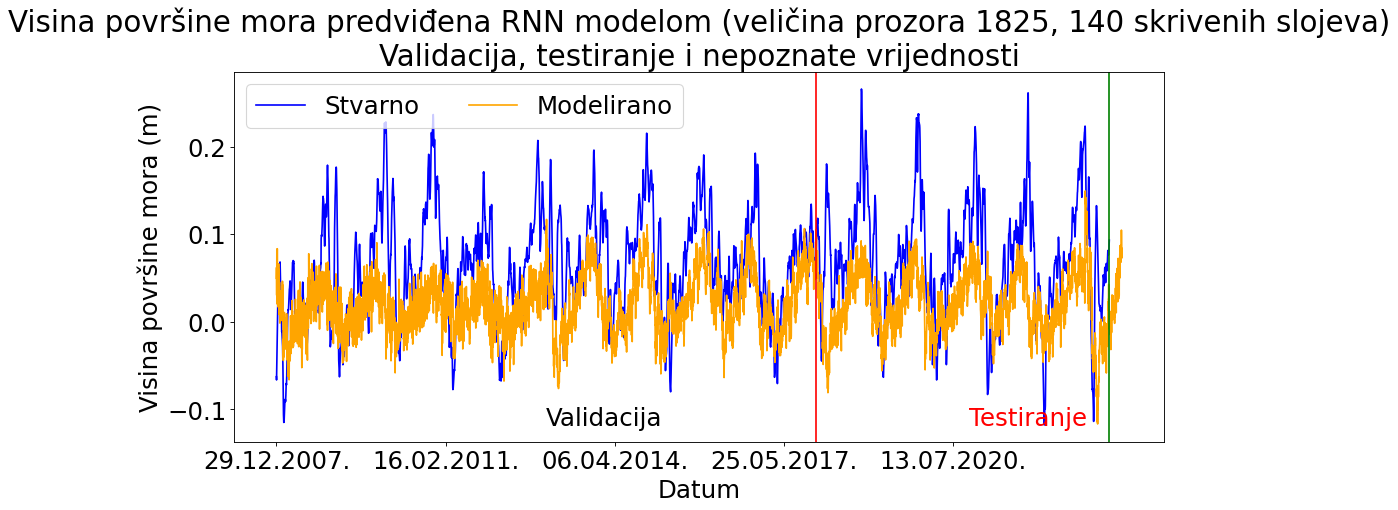 Visina površine mora predviđena RNN modelom (veličina prozora 1825, 140 skrivenih slojeva)
Validacija, testiranje i nepoznate vrijednosti
Stvarno
Modelirano
Visina površine mora (m)
0.2
0.1
0.0
−0.1
Validacija
Testiranje
29.12.2007.
16.02.2011.
06.04.2014.
25.05.2017.
13.07.2020.
Datum